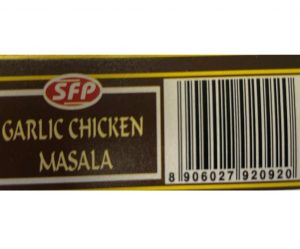 SFP
GARLIC CHICKEN
MASALA
8 906027 920920